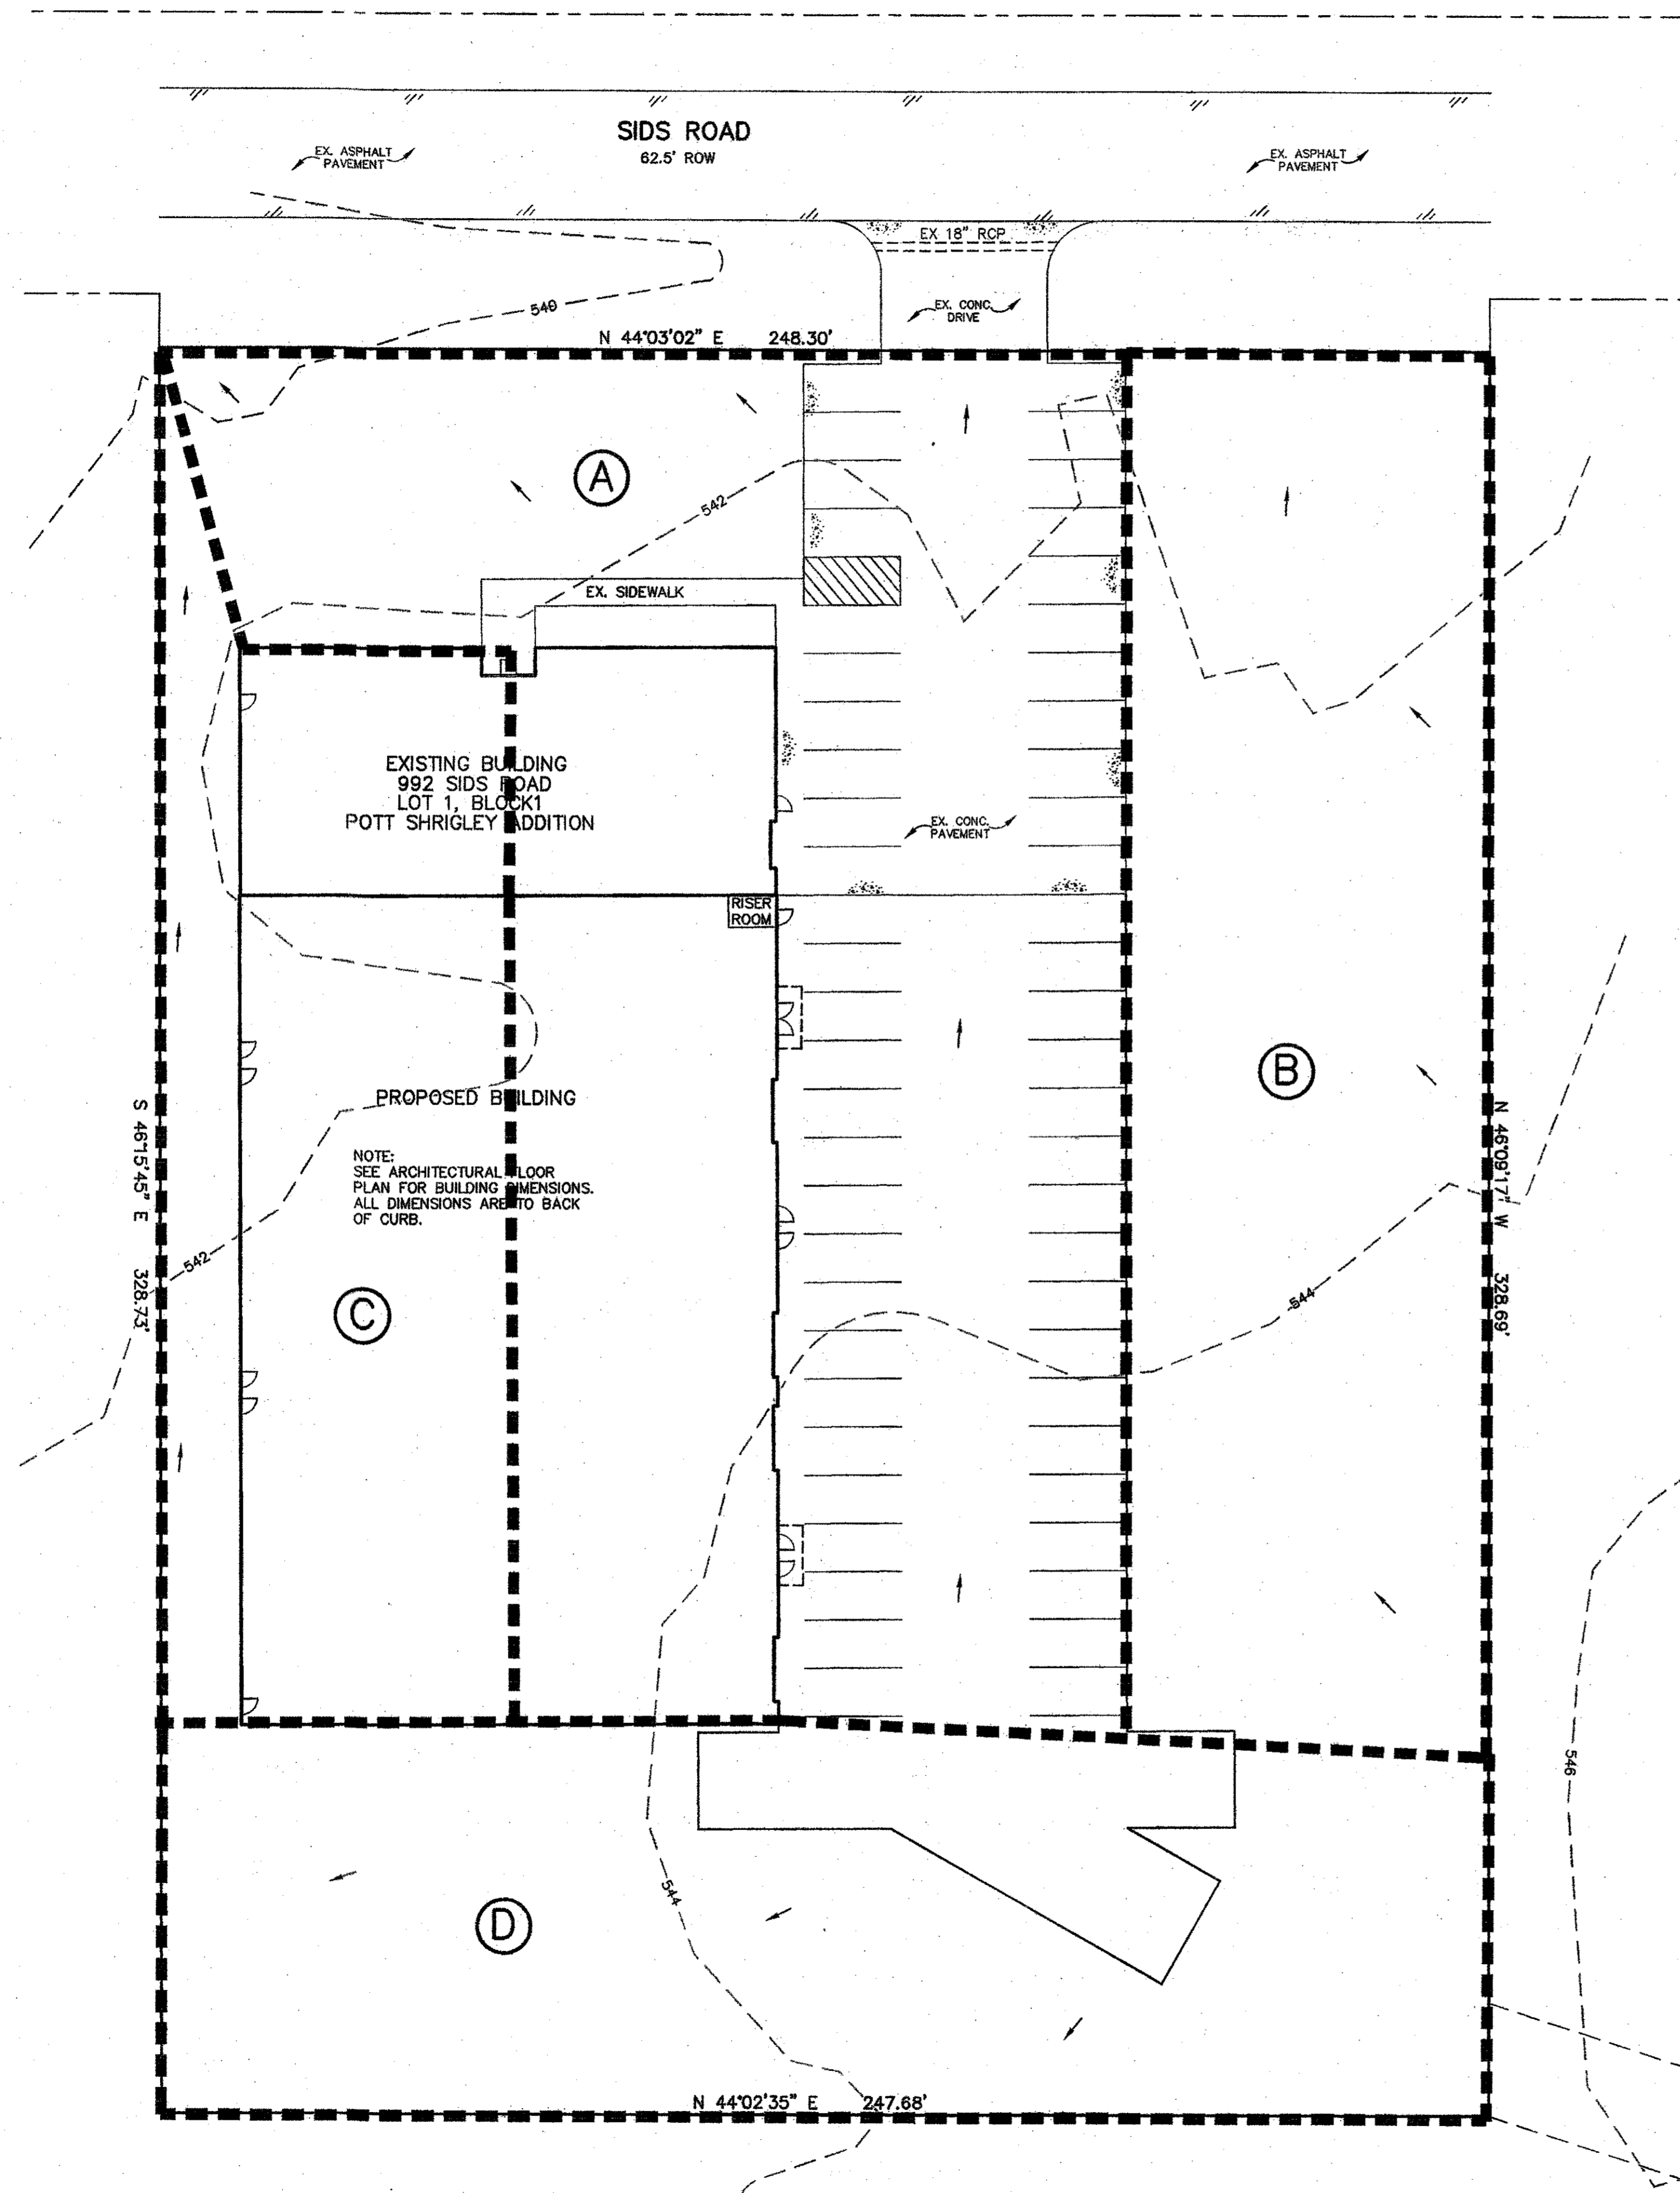 SIDS ROAD
62.5' ROW
EX. ASPHALT
PAVEMENT
EX. ASPHALT
PAVEMENT
EX 18" RCP
540
EX. CONC.
DRIVE
N 44°03'02" E 248.30'
A
542
EX. SIDEWALK
EXISTING BUILDING
992 SIDS ROAD
LOT 1, BLOCK1
POTT SHRIGLEY ADDITION
EX. CONC.
PAVEMENT
RISER
ROOM
B
PROPOSED BUILDING
NOTE:
SEE ARCHITECTURAL FLOOR
PLAN FOR BUILDING DIMENSIONS.
ALL DIMENSIONS ARE TO BACK
OF CURB.
S 46°15'45" E 328.73'
N 46°09'17" W 328.69'
542
544
C
546
544
D
N 44°02'35" E 247.68'